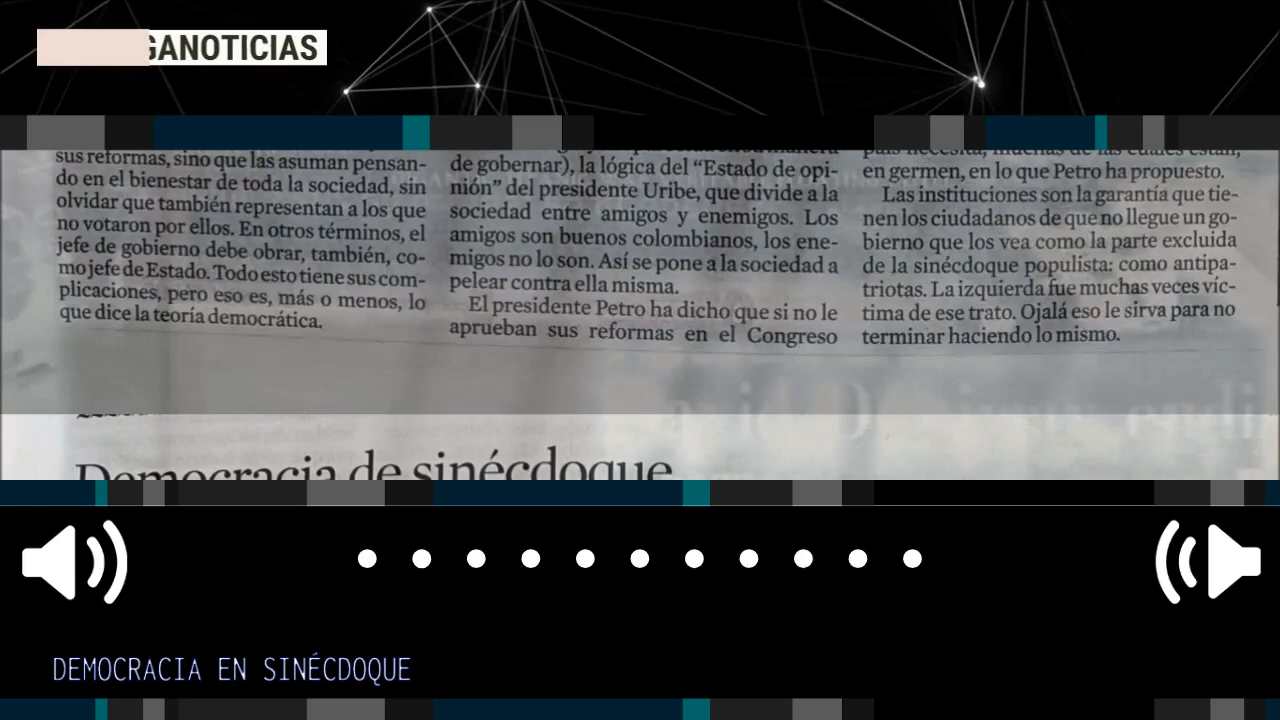 GANOTICIAS
sus reformas, sino que las asuman pensan-
do en el bienestar de toda la sociedad, sin
olvidar que también representan a los que
no votaron por ellos. En otros términos, el
jefe de gobierno debe obrar, también, co-
mo jefe de Estado. Todo esto tiene sus com-
plicaciones, pero eso es, más o menos, lo
que dice la teoría democrática.
de gobernar), la lógica del “Estado de opi-
nión” del presidente Uribe, que divide a la
sociedad entre amigos y enemigos. Los
amigos son buenos colombianos, los ene-
migos no lo son. Así se pone a la sociedad a
pelear contra ella misma.
El presidente Petro ha dicho que si no le
aprueban sus reformas en el Congreso
en germen, en lo que Petro ha propuesto.
Las instituciones son la garantía que tie-
nen los ciudadanos de que no llegue un go-
bierno que los vea como la parte excluida
de la sinécdoque populista: como antipa-
triotas. La izquierda fue muchas veces víc-
tima de ese trato. Ojalá eso le sirva para no
terminar haciendo lo mismo.
Democracia de sinécdoque
DEMOCRACIA EN SINÉCDOQUE